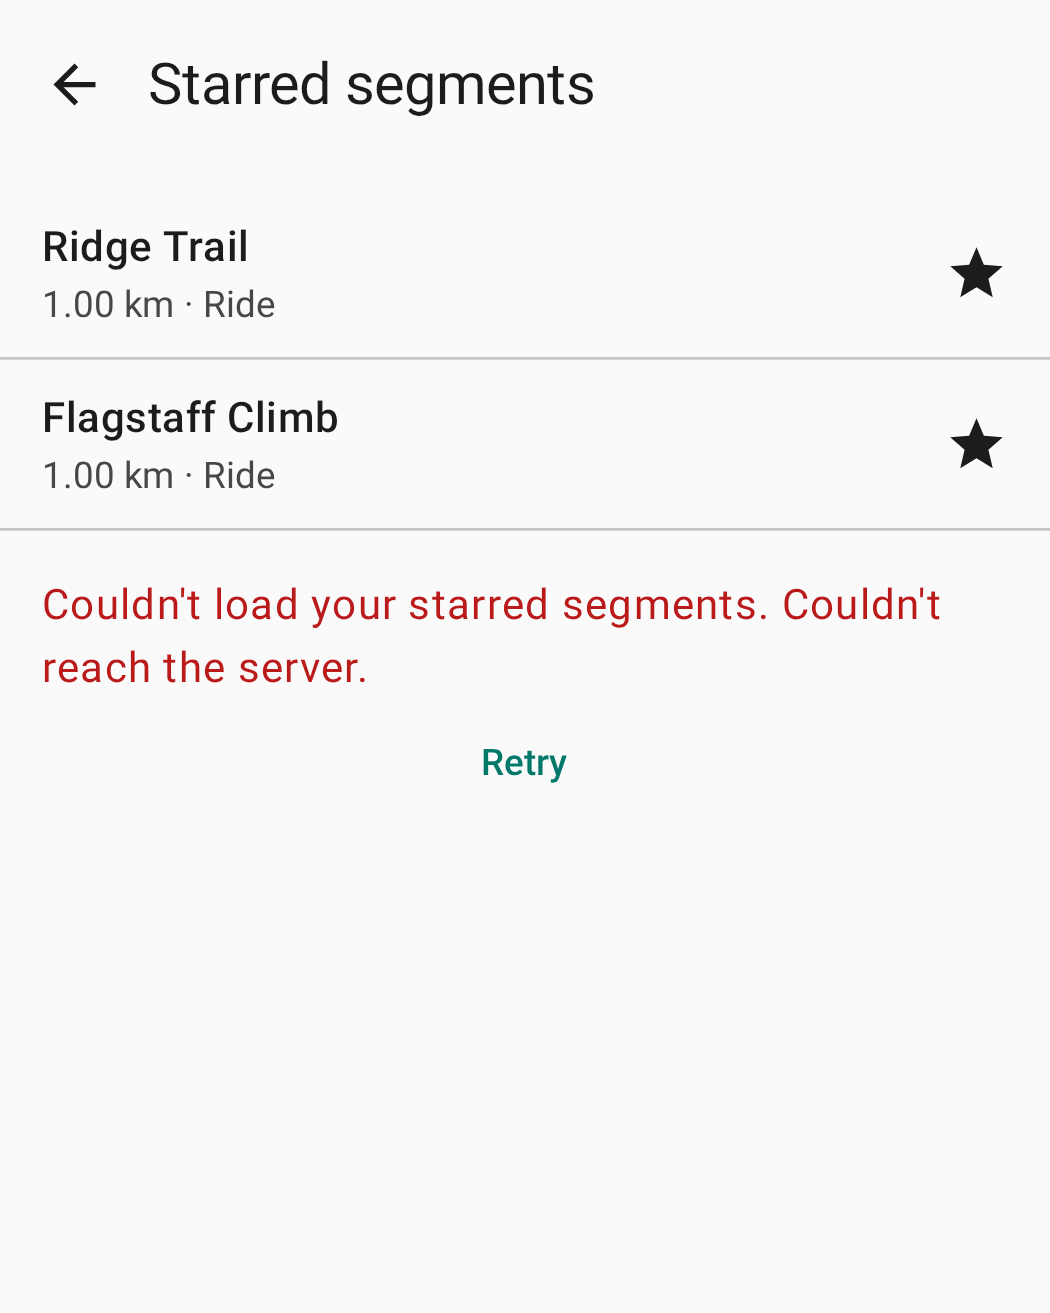 Starred segments
Ridge Trail
1.00 km · Ride
Flagstaff Climb
1.00 km · Ride
Couldn't load your starred segments. Couldn't
reach the server.
Retry